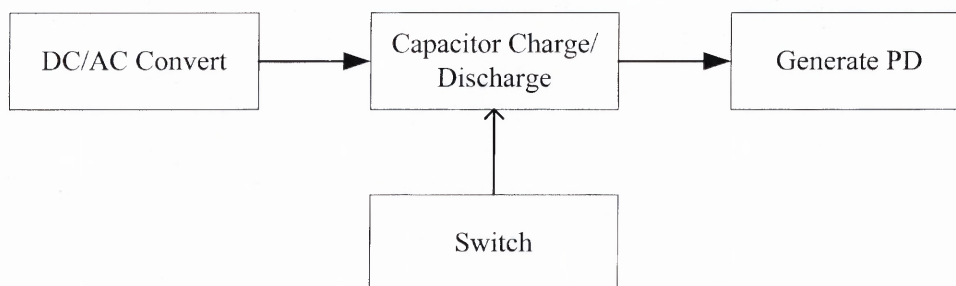 DC/AC Convert
Capacitor Charge/
Discharge
Generate PD
Switch